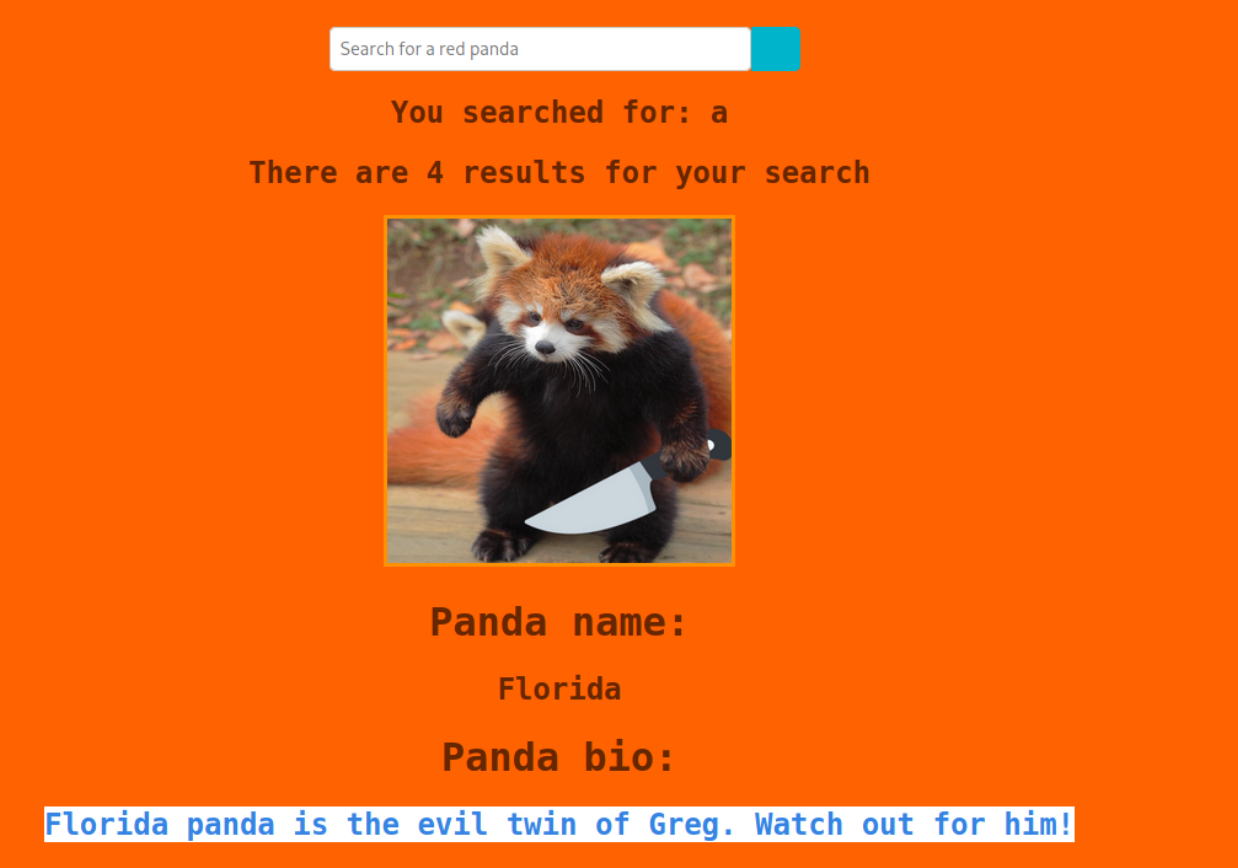 Search for a red panda
You searched for: a
There are 4 results for your search
Panda name:
Florida
Panda bio:
Florida panda is the evil twin of Greg. Watch out for him!